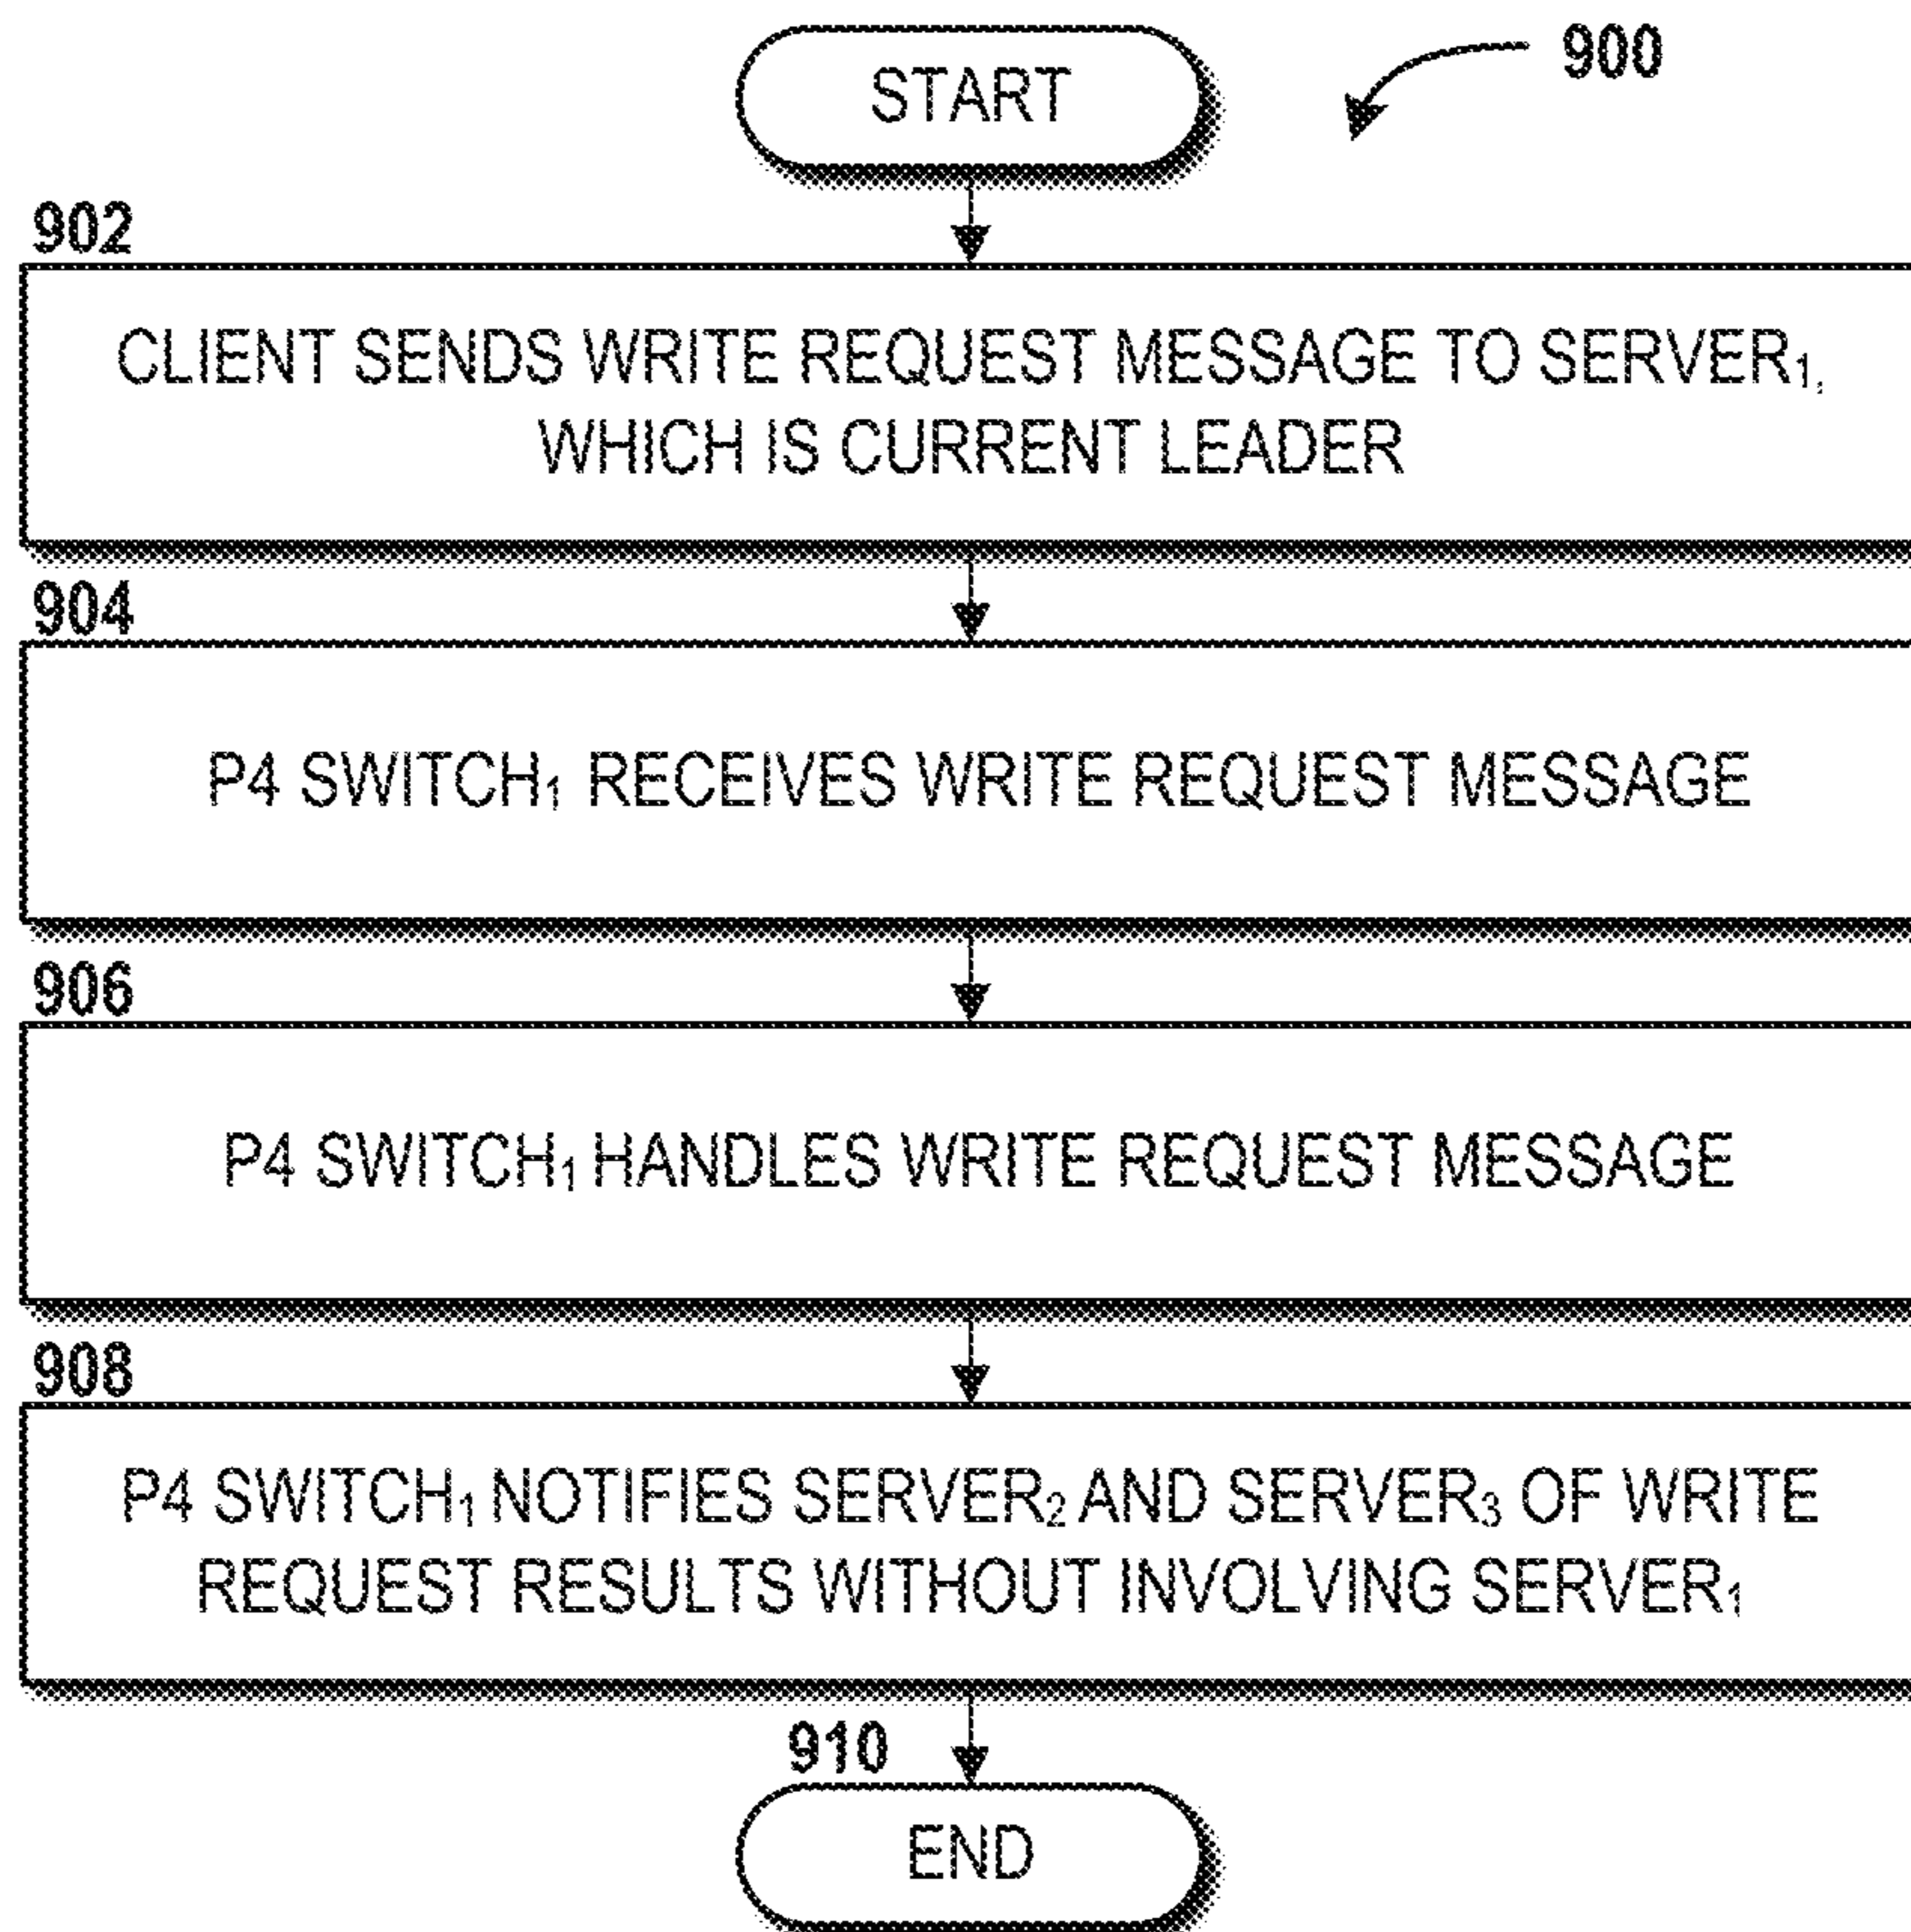 START
900
902
CLIENT SENDS WRITE REQUEST MESSAGE TO SERVER₁,
WHICH IS CURRENT LEADER
904
P4 SWITCH₁ RECEIVES WRITE REQUEST MESSAGE
906
P4 SWITCH₁ HANDLES WRITE REQUEST MESSAGE
908
P4 SWITCH₁ NOTIFIES SERVER₂ AND SERVER₃ OF WRITE
REQUEST RESULTS WITHOUT INVOLVING SERVER₁
910
END